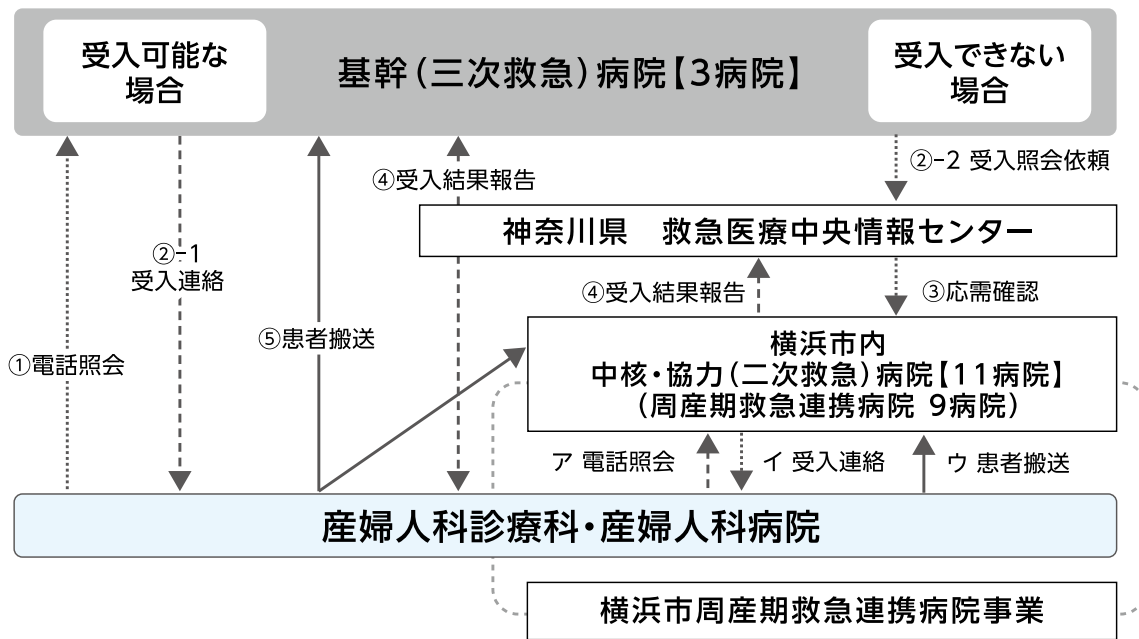 受入可能な
場合
基幹（三次救急）病院【3病院】
受入できない
場合
④受入結果報告
②-2 受入照会依頼
神奈川県　救急医療中央情報センター
②-1
受入連絡
④受入結果報告
③応需確認
⑤患者搬送
①電話照会
横浜市内
中核・協力（二次救急）病院【11病院】
（周産期救急連携病院 9病院）
ア 電話照会
イ 受入連絡
ウ 患者搬送
産婦人科診療科・産婦人科病院
横浜市周産期救急連携病院事業